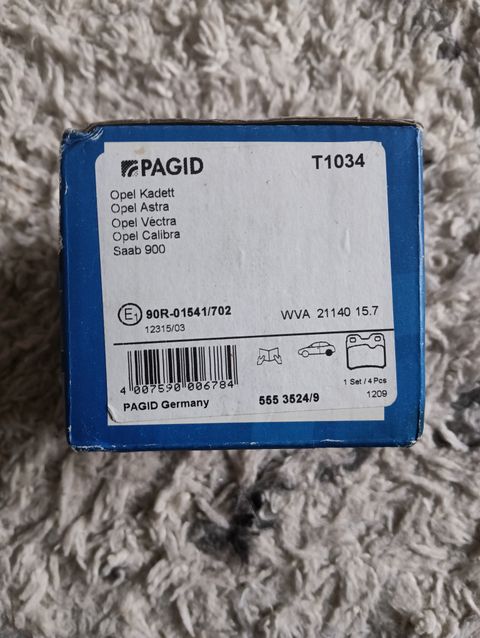 PAGID T1034
Opel Kadett
Opel Astra
Opel Vectra
Opel Calibra
Saab 900
E1 90R-01541/702 WVA 21140 15.7
12315/03
4 007590 006784
1 Set / 4 Pcs
PAGID Germany 555 3524/9 1209